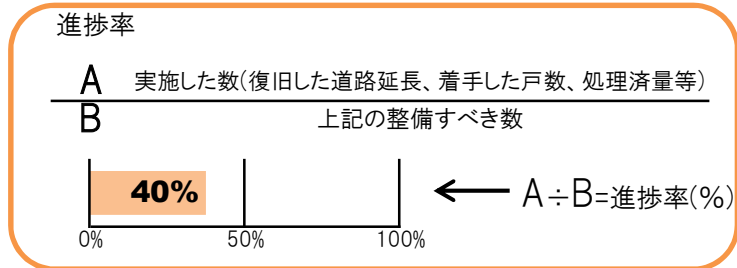 進捗率
A 実施した数(復旧した道路延長、着手した戸数、処理済量等)
B 上記の整備すべき数
40%
A÷B=進捗率(%)
0% 50% 100%